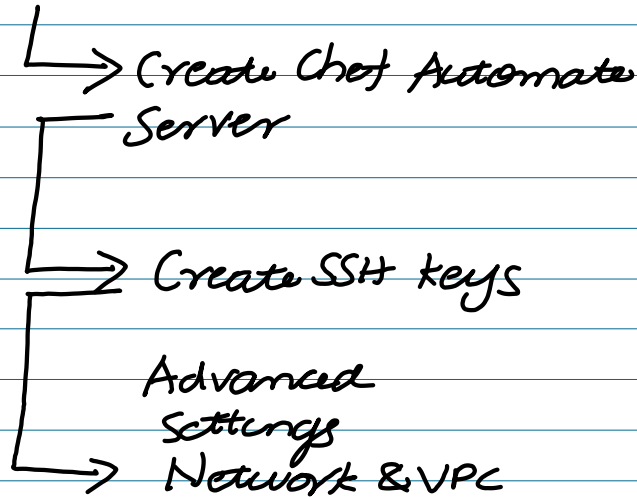 Create Chef Automate
Server
Create SSH keys
Advanced
Settings
Network & VPC